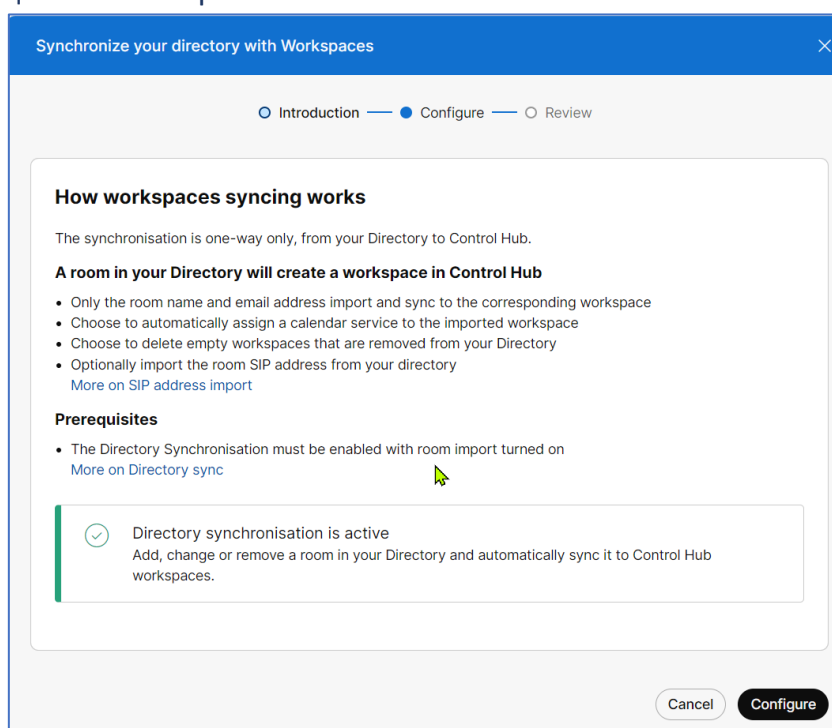 Synchronize your directory with Workspaces
Introduction
Configure
Review
How workspaces syncing works
The synchronisation is one-way only, from your Directory to Control Hub.
A room in your Directory will create a workspace in Control Hub
• Only the room name and email address import and sync to the corresponding workspace
• Choose to automatically assign a calendar service to the imported workspace
• Choose to delete empty workspaces that are removed from your Directory
• Optionally import the room SIP address from your directory
More on SIP address import
Prerequisites
• The Directory Synchronisation must be enabled with room import turned on
More on Directory sync
Directory synchronisation is active
Add, change or remove a room in your Directory and automatically sync it to Control Hub
workspaces.
Cancel
Configure